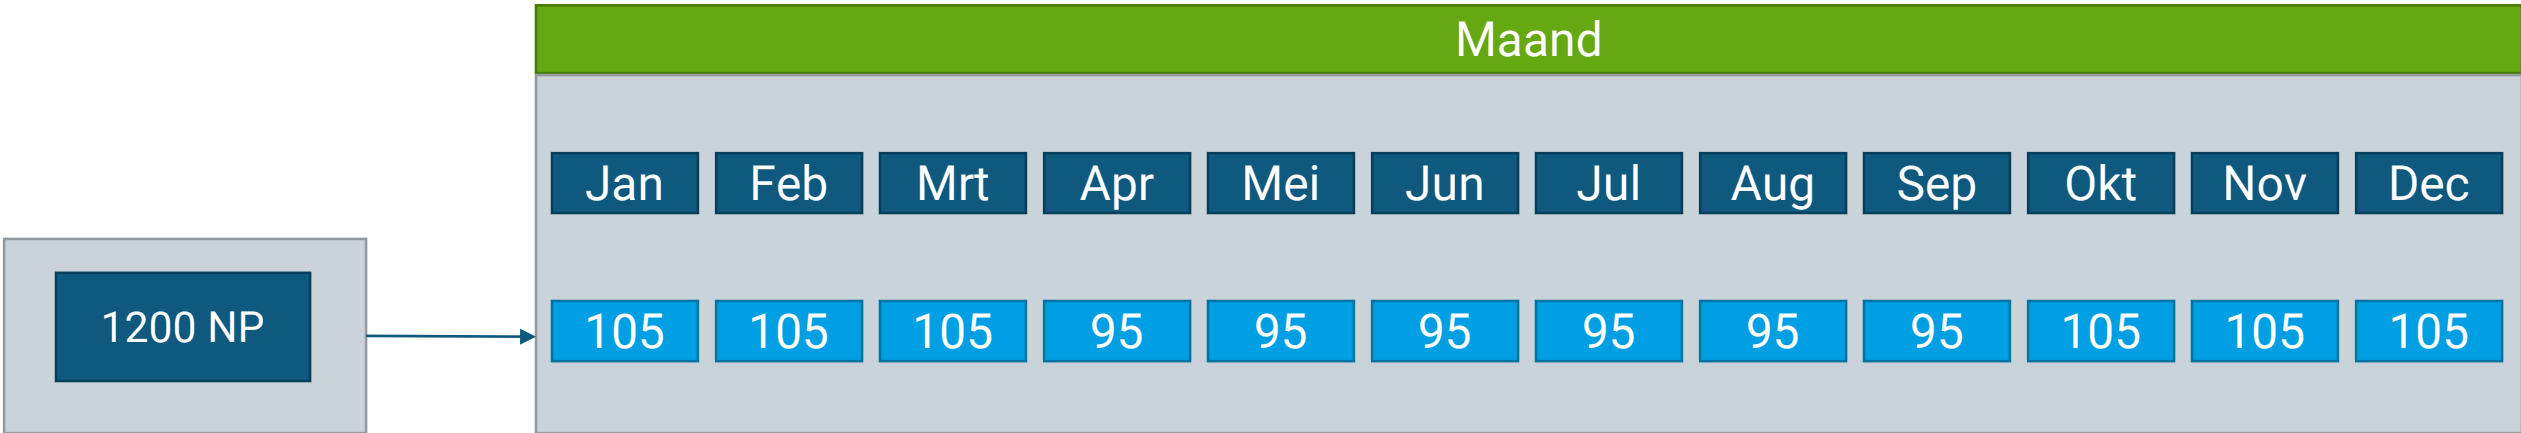 Maand
Jan Feb Mrt Apr Mei Jun Jul Aug Sep Okt Nov Dec
1200 NP
105 105 105 95 95 95 95 95 95 105 105 105